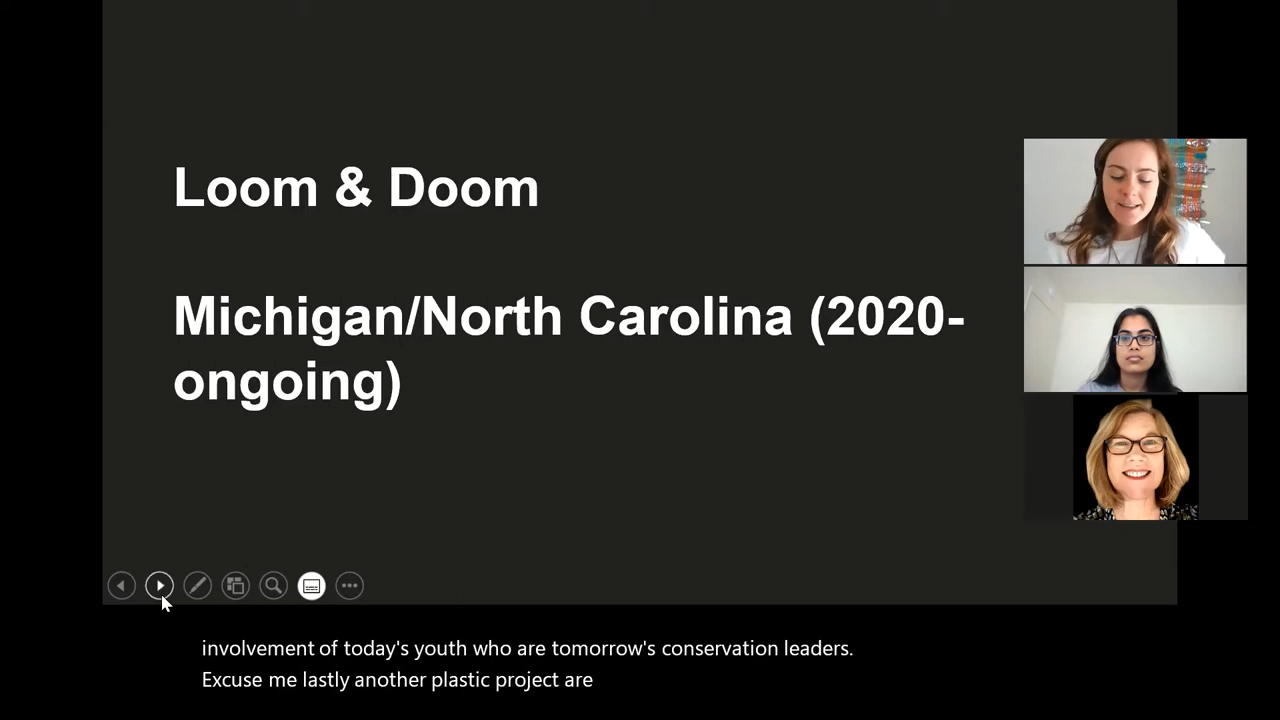 Loom & Doom
Michigan/North Carolina (2020-
ongoing)
involvement of today's youth who are tomorrow's conservation leaders.
Excuse me lastly another plastic project are